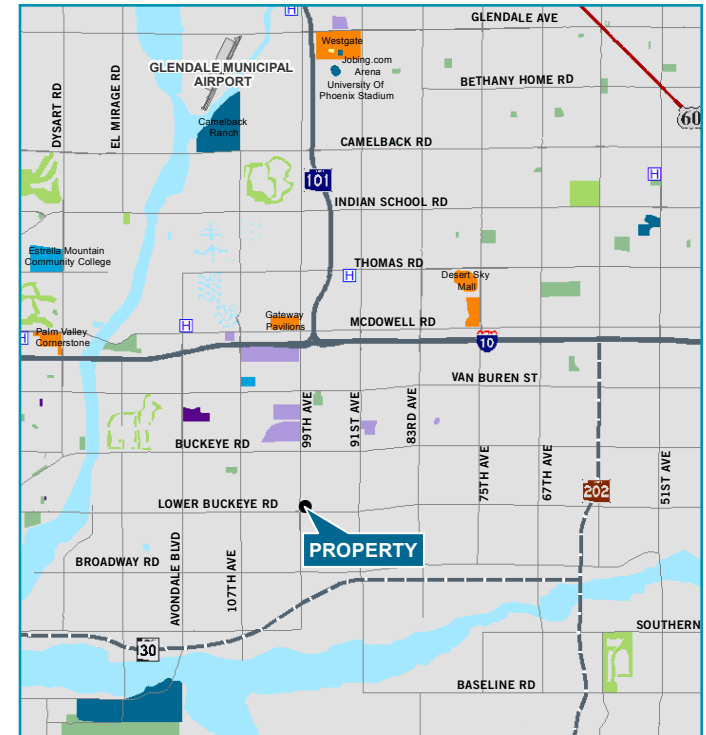 H
GLENDALE AVE
Westgate
Jobing.com
Arena
University Of
Phoenix Stadium
GLENDALE MUNICIPAL
AIRPORT
BETHANY HOME RD
DYSART RD
EL MIRAGE RD
Camelback
Ranch
60
CAMELBACK RD
H
101
INDIAN SCHOOL RD
Estrella Mountain
Community College
THOMAS RD
H
Desert Sky
Mall
Gateway
Pavilions
MCDOWELL RD
H
H
Palm Valley
Cornerstone
10
VAN BUREN ST
99TH AVE
91ST AVE
83RD AVE
BUCKEYE RD
75TH AVE
67TH AVE
51ST AVE
202
LOWER BUCKEYE RD
PROPERTY
BROADWAY RD
AVONDALE BLVD
107TH AVE
30
SOUTHERN
BASELINE RD